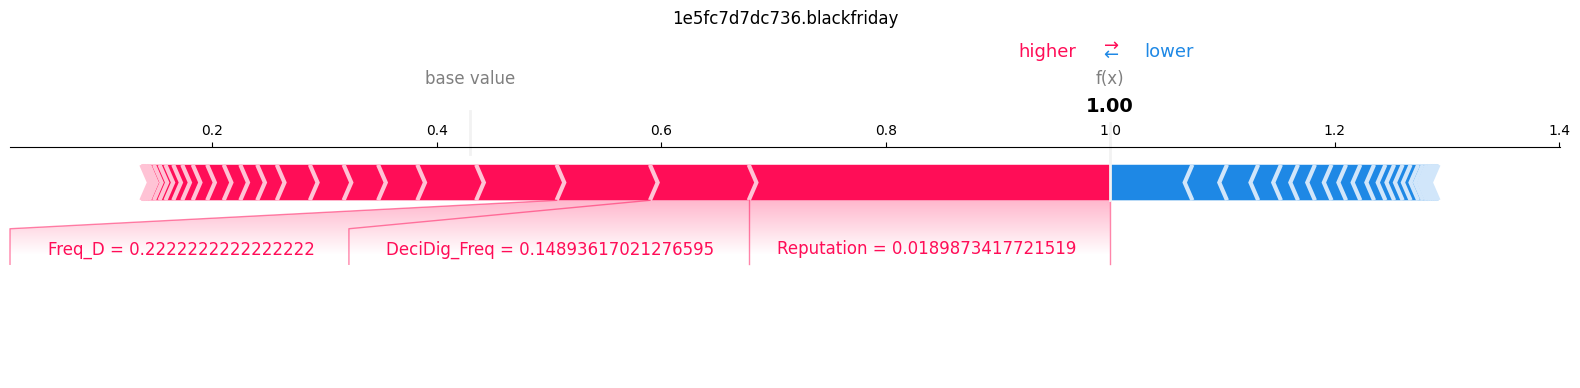 1e5fc7d7dc736.blackfriday
higher ⇄ lower
base value f(x)
1.00
0.2 0.4 0.6 0.8 1 0 1.2 1.4
Freq_D = 0.2222222222222222 DeciDig_Freq = 0.14893617021276595 Reputation = 0.0189873417721519